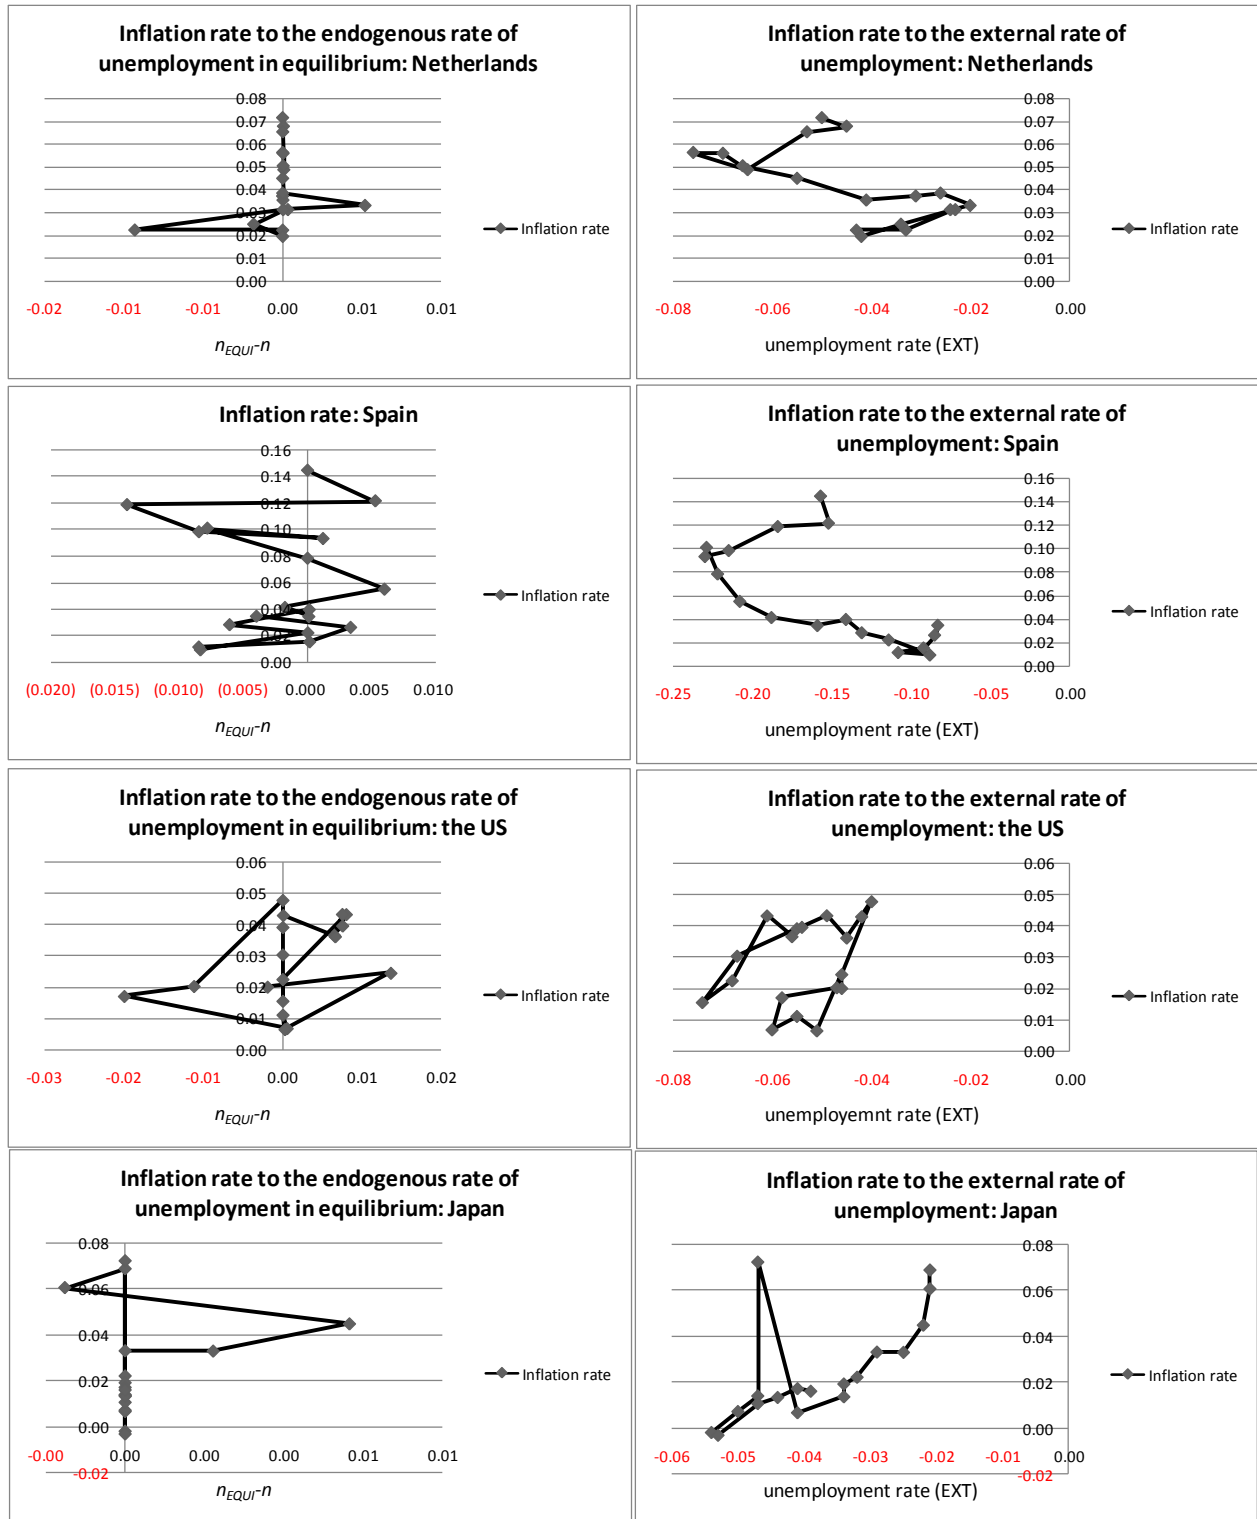 Inflation rate to the endogenous rate of
unemployment in equilibrium: Netherlands
0.08
0.07
0.06
0.05
0.04
0.03
0.02
0.01
0.00
-0.02 -0.01 -0.01 0.00 0.01 0.01
nEQUI-n
Inflation rate
Inflation rate to the external rate of
unemployment: Netherlands
0.08
0.07
0.06
0.05
0.04
0.03
0.02
0.01
0.00
-0.08 -0.06 -0.04 -0.02 0.00
unemployment rate (EXT)
Inflation rate
Inflation rate: Spain
0.16
0.14
0.12
0.10
0.08
0.06
0.04
0.02
0.00
(0.020) (0.015) (0.010) (0.005) 0.000 0.005 0.010
nEQUI-n
Inflation rate
Inflation rate to the external rate of
unemployment: Spain
0.16
0.14
0.12
0.10
0.08
0.06
0.04
0.02
0.00
-0.25 -0.20 -0.15 -0.10 -0.05 0.00
unemployment rate (EXT)
Inflation rate
Inflation rate to the endogenous rate of
unemployment in equilibrium: the US
0.06
0.05
0.04
0.03
0.02
0.01
0.00
-0.03 -0.02 -0.01 0.00 0.01 0.02
nEQUI-n
Inflation rate
Inflation rate to the external rate of
unemployment: the US
0.06
0.05
0.04
0.03
0.02
0.01
0.00
-0.08 -0.06 -0.04 -0.02 0.00
unemployemnt rate (EXT)
Inflation rate
Inflation rate to the endogenous rate of
unemployment in equilibrium: Japan
0.08
0.06
0.04
0.02
0.00
-0.02
-0.00 0.00 0.00 0.00 0.01 0.01
nEQUI-n
Inflation rate
Inflation rate to the external rate of
unemployment: Japan
0.08
0.06
0.04
0.02
0.00
-0.02
-0.06 -0.05 -0.04 -0.03 -0.02 -0.01 0.00
unemployment rate (EXT)
Inflation rate